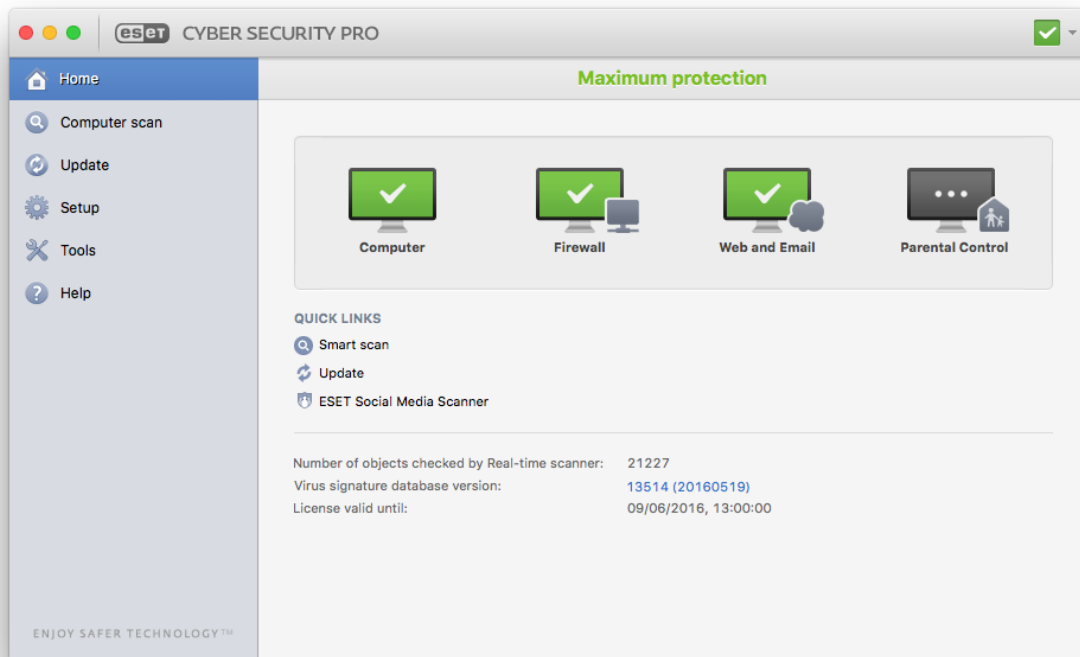 eset CYBER SECURITY PRO
Home
Computer scan
Update
Setup
Tools
Help
ENJOY SAFER TECHNOLOGY™
Maximum protection
Computer Firewall Web and Email Parental Control
QUICK LINKS
Smart scan
Update
ESET Social Media Scanner
Number of objects checked by Real-time scanner: 21227
Virus signature database version: 13514 (20160519)
License valid until: 09/06/2016, 13:00:00